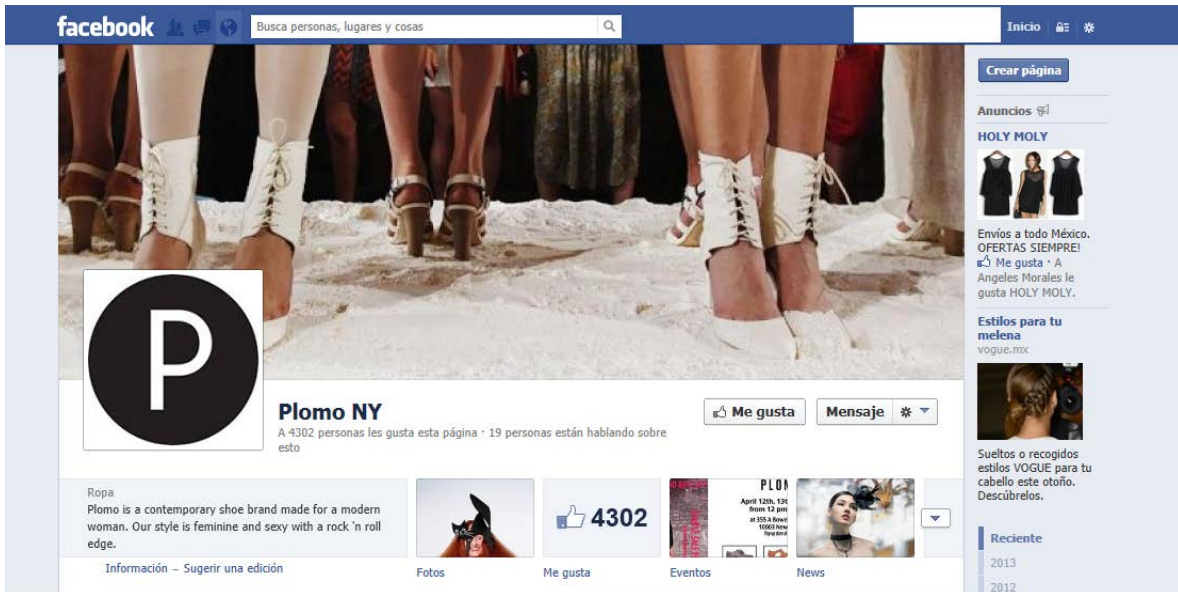 facebook
Busca personas, lugares y cosas
Inicio
Crear página
Anuncios
HOLY MOLY
Envíos a todo México.
OFERTAS SIEMPRE!
Me gusta · A
Angeles Morales le
gusta HOLY MOLY.
Estilos para tu
melena
vogue.mx
Sueltos o recogidos
estilos VOGUE para tu
cabello este otoño.
Descúbrelos.
Reciente
2013
2012
P
Plomo NY
A 4302 personas les gusta esta página · 19 personas están hablando sobre
esto
Me gusta
Mensaje
Ropa
Plomo is a contemporary shoe brand made for a modern
woman. Our style is feminine and sexy with a rock 'n roll
edge.
Información – Sugerir una edición
Fotos
4302
Me gusta
PLOM
April 12th, 13t
from 12 pm
at 355 A Bowe
10003 New
Eventos
News